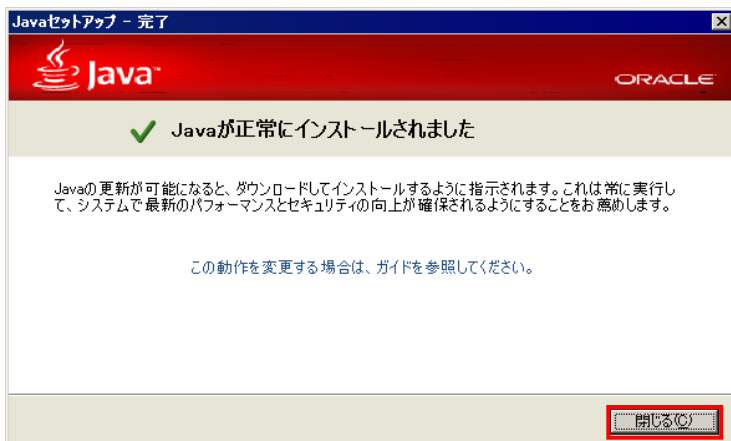 Javaセットアップ - 完了
Java™
ORACLE
Javaが正常にインストールされました
Javaの更新が可能になると、ダウンロードしてインストールするように指示されます。これは常に実行し
て、システムで最新のパフォーマンスとセキュリティの向上が確保されるようにすることをお薦めします。
この動作を変更する場合は、ガイドを参照してください。
閉じる(C)